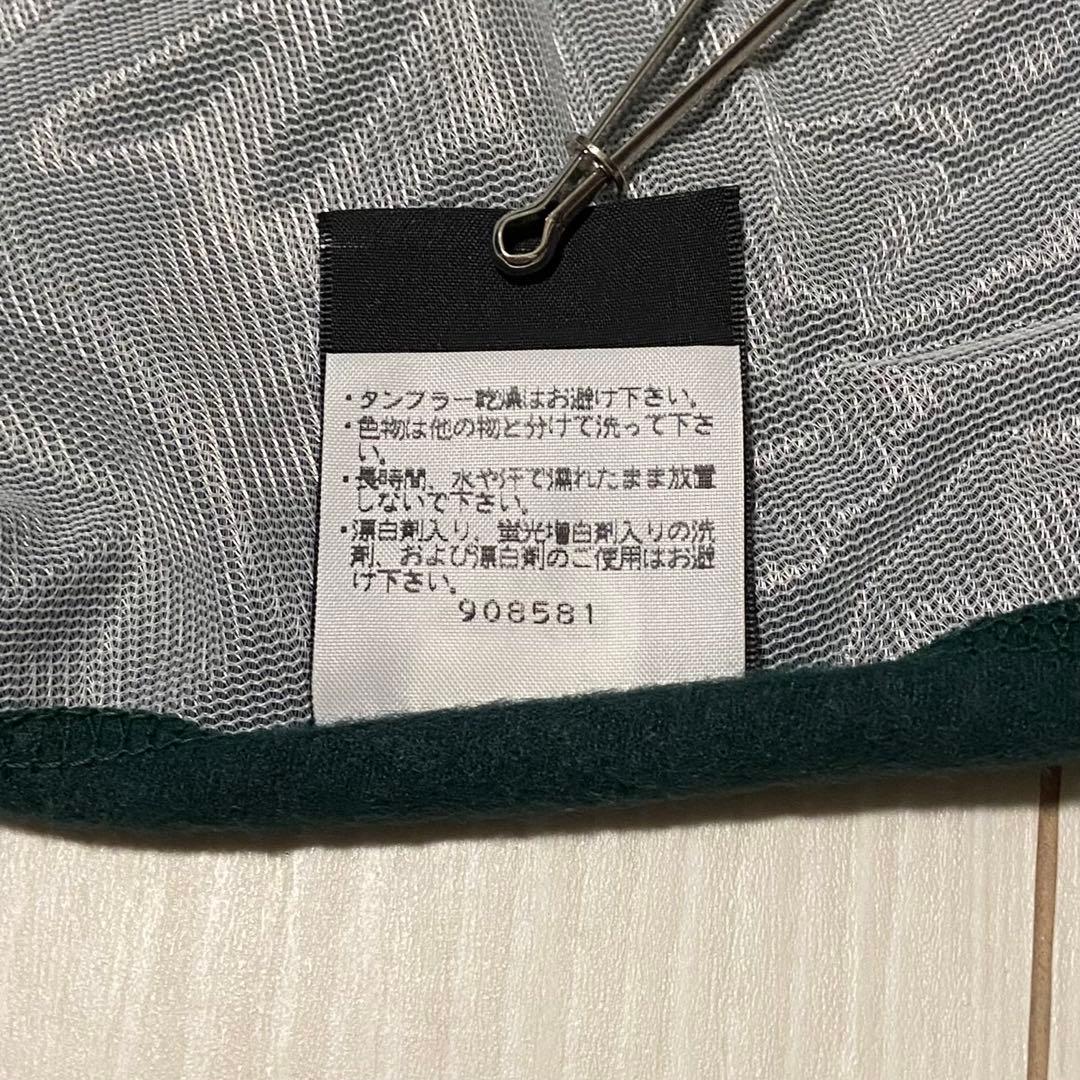 ・タンブラー乾燥はお避け下さい。
・色物は他の物と分けて洗って下さ
い。
・長時間、水や汗で濡れたまま放置
しないで下さい。
・漂白剤入り、蛍光増白剤入りの洗
剤、および漂白剤のご使用はお避
け下さい。
908581